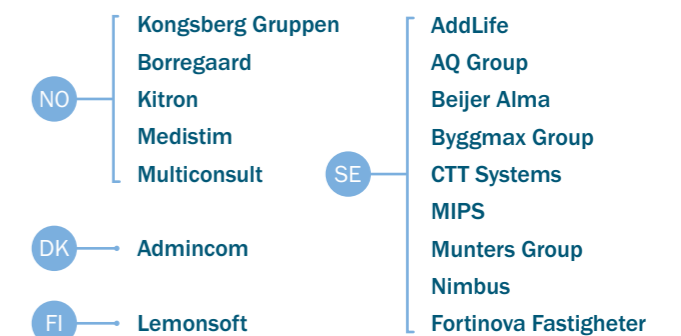 NO
Kongsberg Gruppen
Borregaard
Kitron
Medistim
Multiconsult
DK
Admincom
FI
Lemonsoft
SE
AddLife
AQ Group
Beijer Alma
Byggmax Group
CTT Systems
MIPS
Munters Group
Nimbus
Fortinova Fastigheter